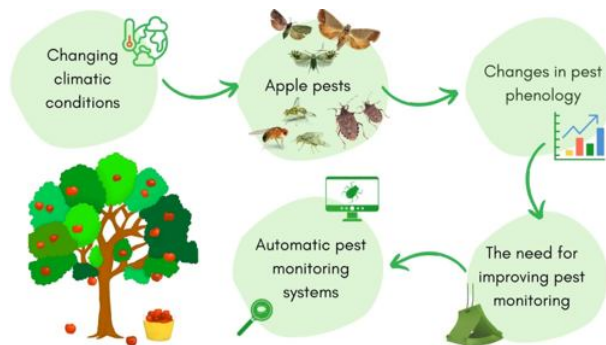 Changing
climatic
conditions
Apple pests
Changes in pest
phenology
The need for
improving pest
monitoring
Automatic pest
monitoring
systems